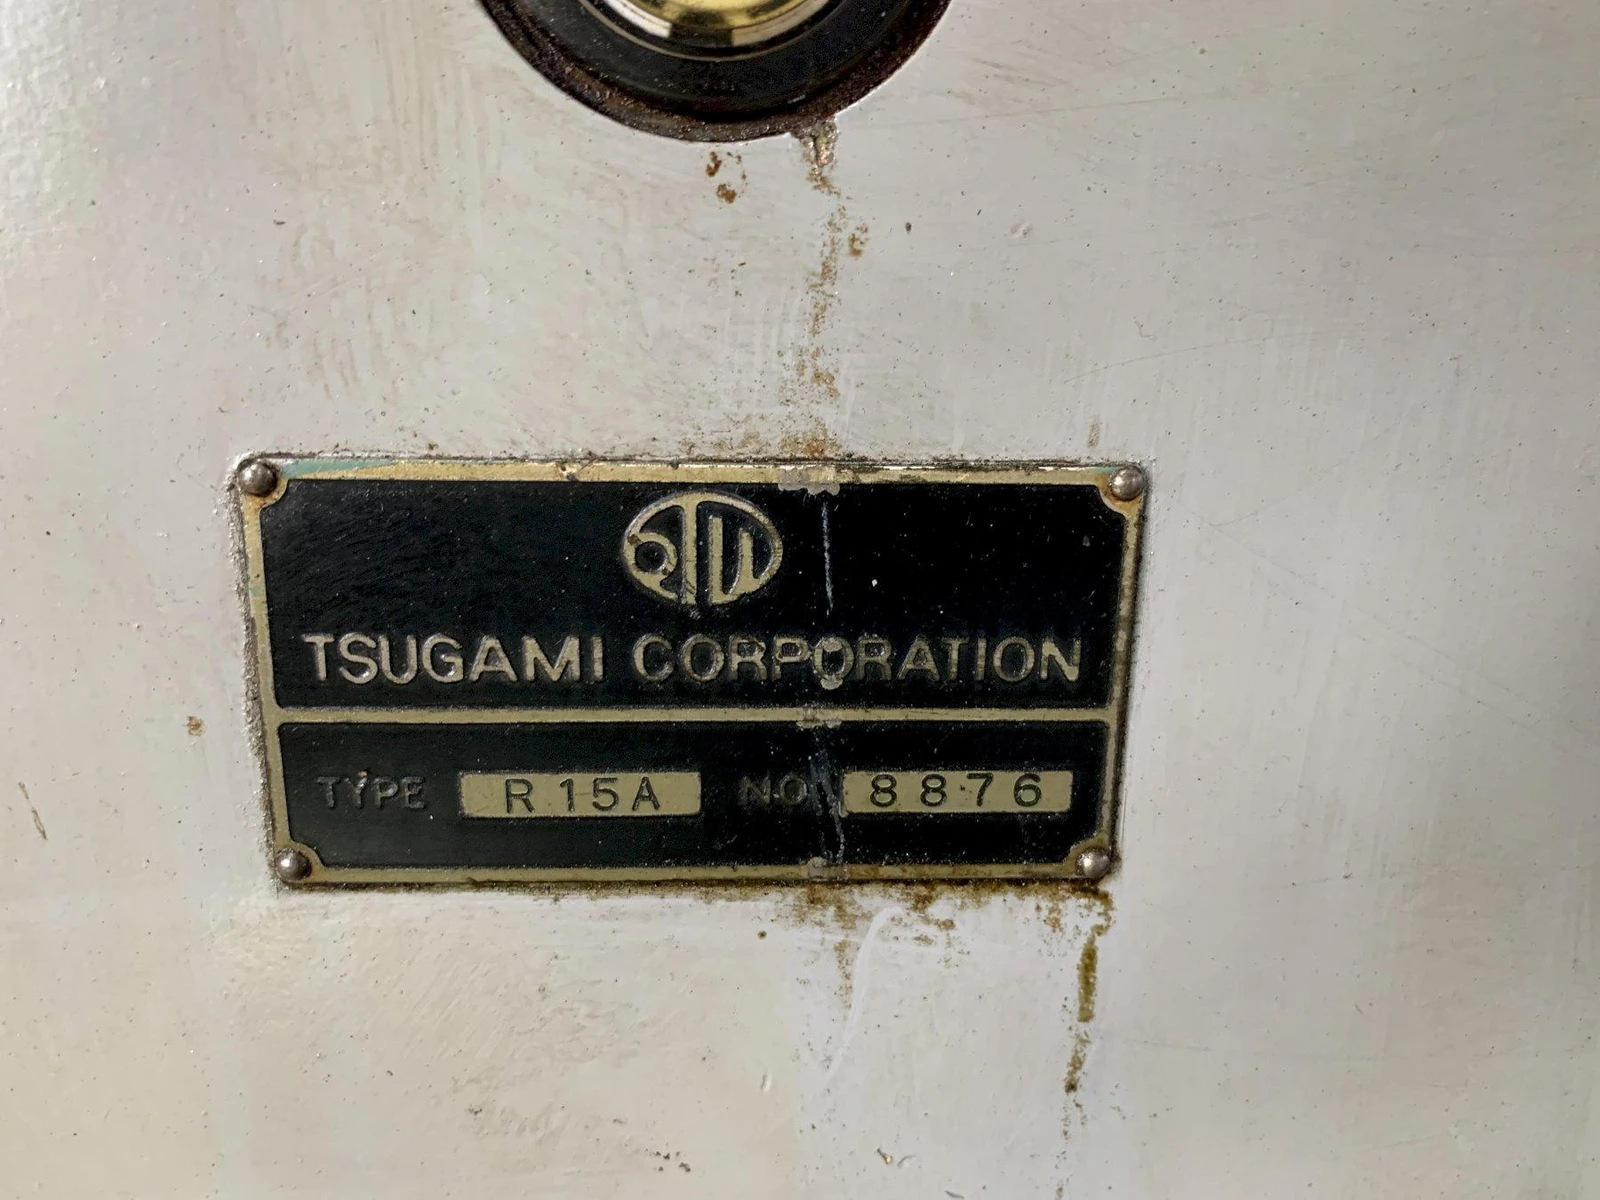 TSUGAMI CORPORATION
TYPE R15A NO 8876